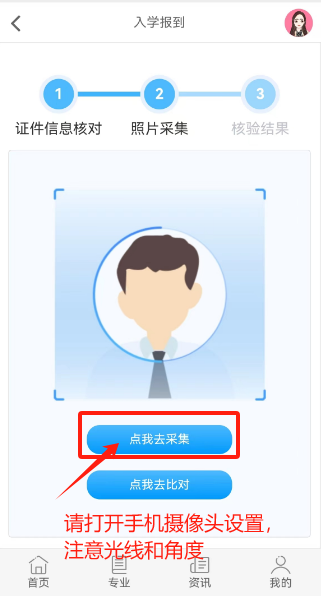 入学报到
1 2 3
证件信息核对 照片采集 核验结果
点我去采集
点我去比对
请打开手机摄像头设置，
注意光线和角度
首页 专业 资讯 我的